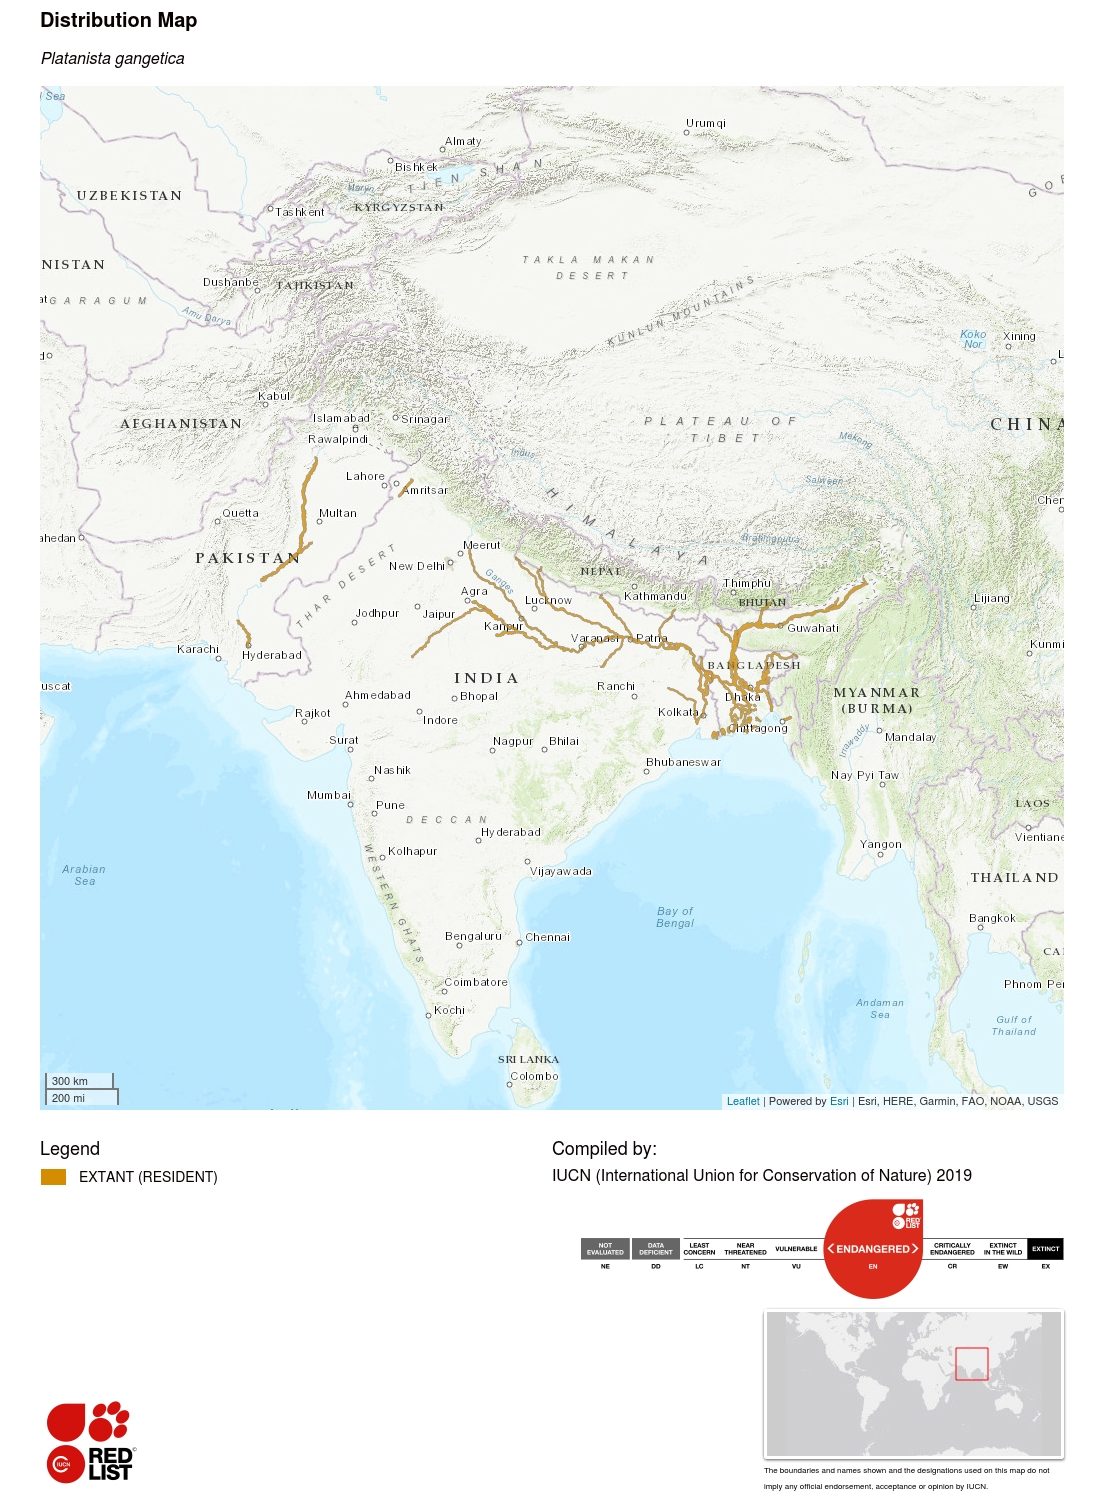 Distribution Map
Platanista gangetica
Sea
Urumqi
Almaty
Bishkek
TIEN SHAN
UZBEKISTAN
Naryn
KYRGYZSTAN
Tashkent
NISTAN
TAKLA MAKAN
DESERT
Dushanbe
TAJIKISTAN
GARAGUM
Amu Darya
KUNLUN MOUNTAINS
Koko
Nor
Xining
Kabul
AFGHANISTAN
Islamabad
Srinagar
Rawalpindi
PLATEAU OF
TIBET
CHINA
Mekong
Indus
Salween
Lahore
Amritsar
HIMALAYA
Quetta
Multan
ahedan
Brahmaputra
PAKISTAN
Meerut
New Delhi
THAR DESERT
Ganges
NEPAL
Thimphu
BHUTAN
Kathmandu
Agra
Lucknow
Lijiang
Jodhpur
Jaipur
Kanpur
Guwahati
Varanasi
Patna
Kunmi
Karachi
Hyderabad
BANGLADESH
uscat
INDIA
Ranchi
Dhaka
MYANMAR
(BURMA)
Ahmedabad
Bhopal
Rajkot
Indore
Kolkata
Chittagong
Irrawaddy
Mandalay
Surat
Nagpur
Bhilai
Bhubaneswar
Nashik
Nay Pyi Taw
Mumbai
Pune
LAOS
DECCAN
Hyderabad
Vientiane
Kolhapur
Yangon
WESTERN GHATS
Vijayawada
Arabian
Sea
THAILAND
Bay of
Bengal
Bangkok
Bengaluru
Chennai
Coimbatore
Phnom Pe
Andaman
Sea
Kochi
Gulf of
Thailand
SRI LANKA
Colombo
300 km
200 mi
Leaflet | Powered by Esri | Esri, HERE, Garmin, FAO, NOAA, USGS
Legend
EXTANT (RESIDENT)
Compiled by:
IUCN (International Union for Conservation of Nature) 2019
RED
LIST
NOT
EVALUATED
DATA
DEFICIENT
LEAST
CONCERN
NEAR
THREATENED
VULNERABLE
<ENDANGERED>
CRITICALLY
ENDANGERED
EXTINCT
IN THE WILD
EXTINCT
NE
DD
LC
NT
VU
EN
CR
EW
EX
IUCN
RED
LIST
The boundaries and names shown and the designations used on this map do not
imply any official endorsement, acceptance or opinion by IUCN.